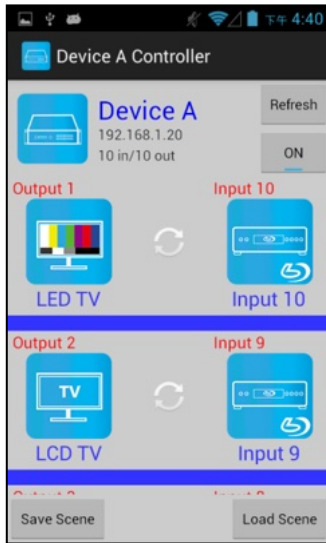 下午 4:40
Device A Controller
Device A
192.168.1.20
10 in/10 out
Refresh
ON
Output 1
Input 10
TV
LED TV
Input 10
Output 2
Input 9
TV
LCD TV
Input 9
Save Scene
Load Scene